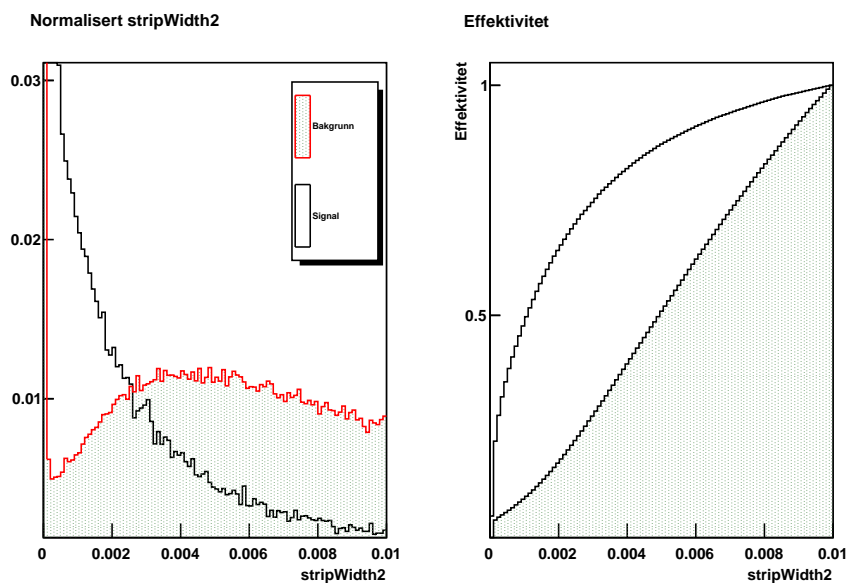 Normalisert stripWidth2
0.03
0.02
0.01
Bakgrunn
Signal
0
0.002
0.004
0.006
0.008
0.01
stripWidth2
Effektivitet
Effektivitet
1
0.5
0
0.002
0.004
0.006
0.008
0.01
stripWidth2